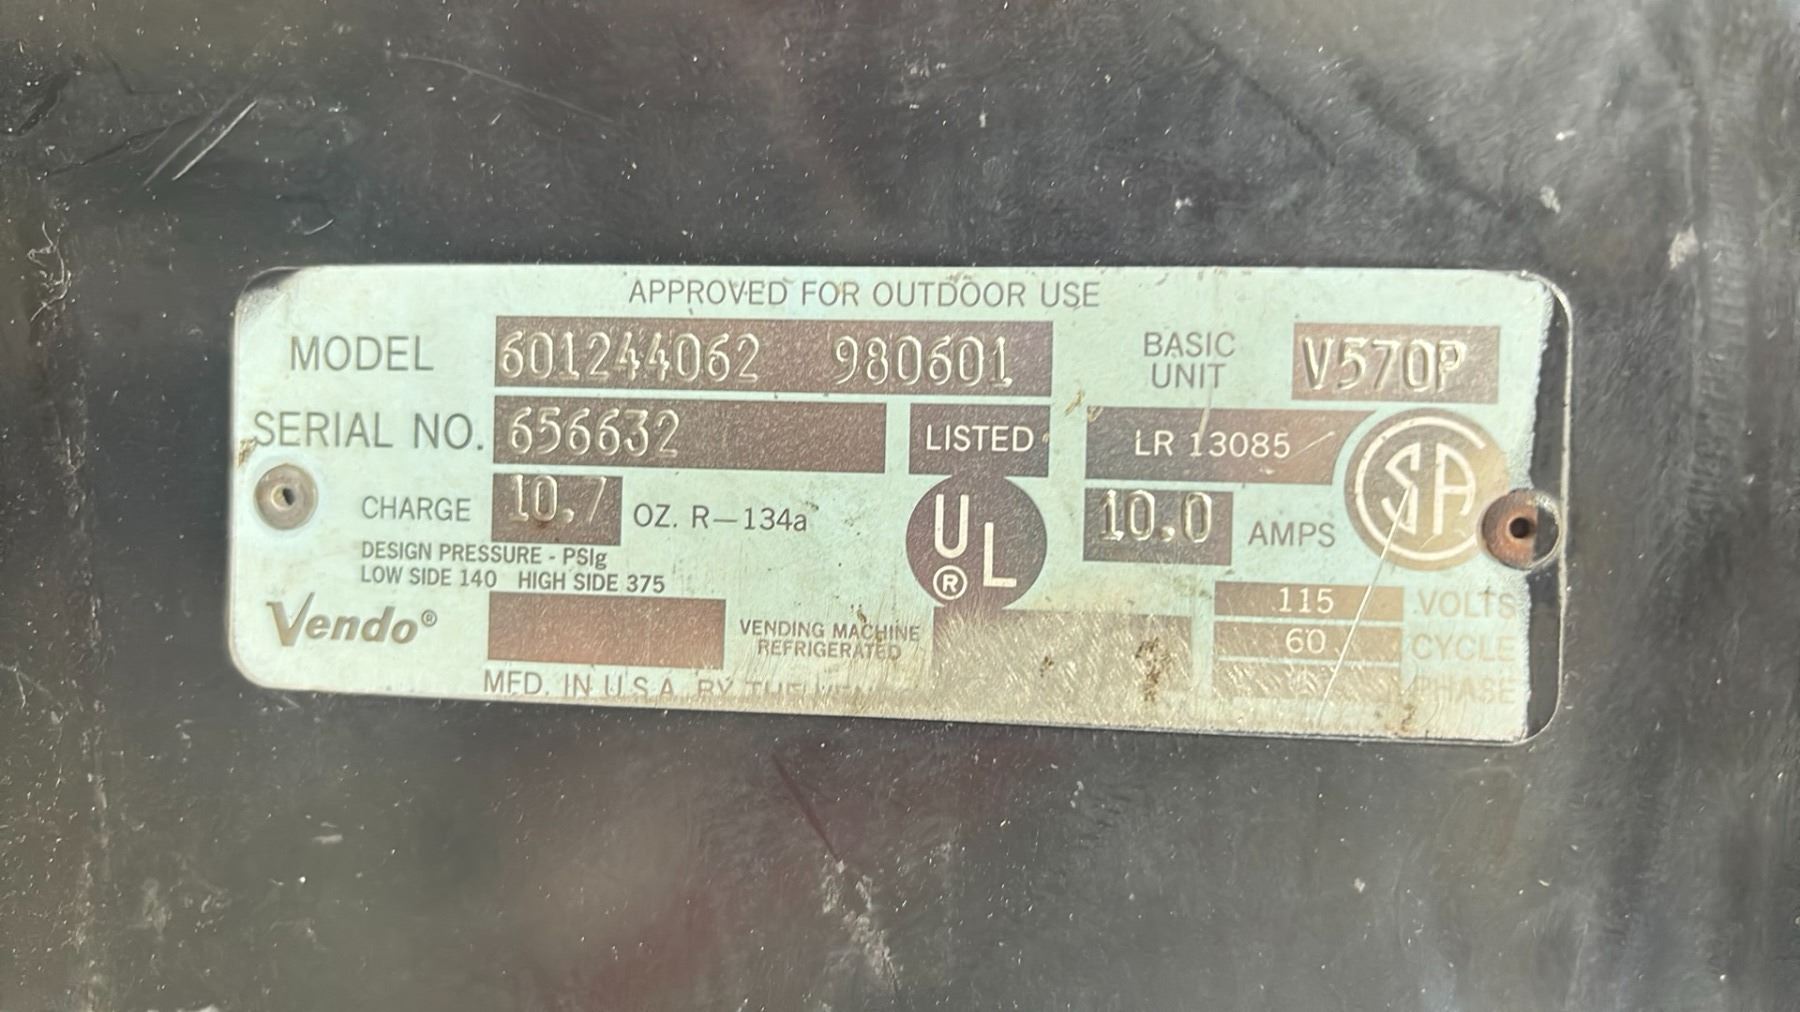 APPROVED FOR OUTDOOR USE
MODEL 601244062 980601 BASIC UNIT V570P
SERIAL NO. 656632 LISTED LR 13085 SA
CHARGE 10.7 OZ. R-134a UL® 10.0 AMPS
DESIGN PRESSURE - PSIg
LOW SIDE 140 HIGH SIDE 375
Vendo® VENDING MACHINE REFRIGERATED
115 VOLTS
60 CYCLE
PHASE
MFD. IN U.S.A. BY THE